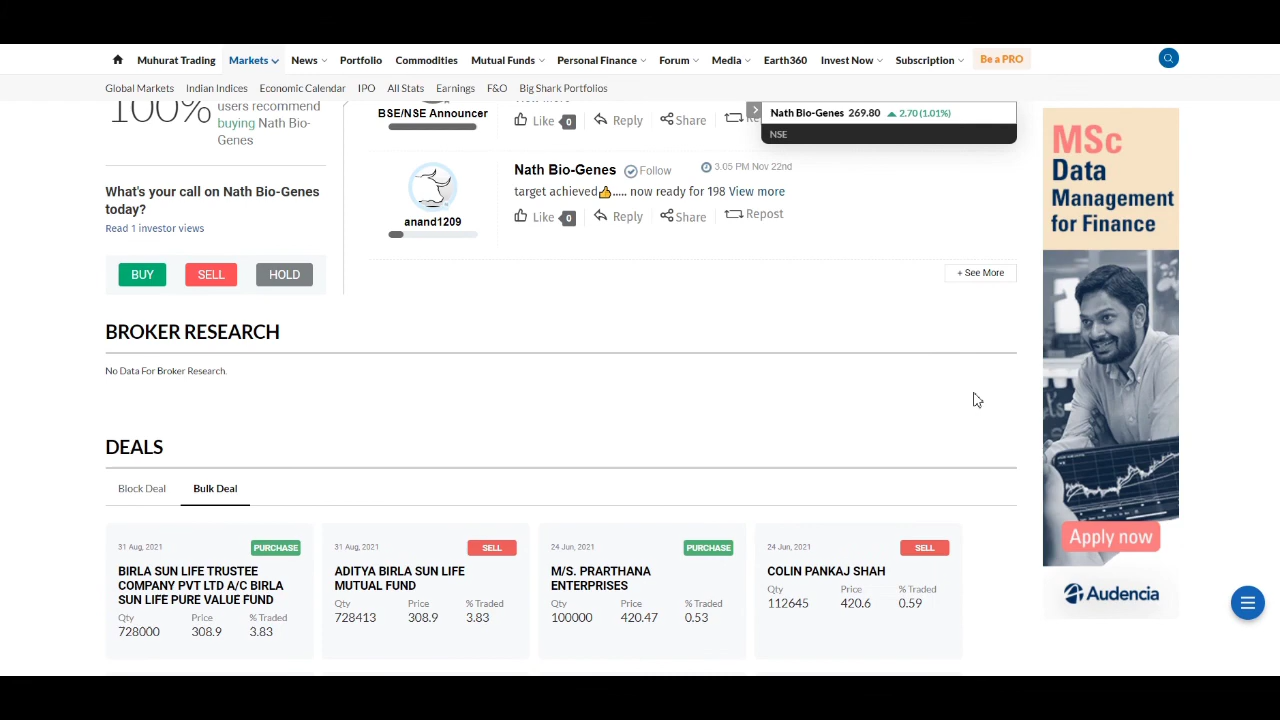 Muhurat Trading Markets News Portfolio Commodities Mutual Funds Personal Finance Forum Media Earth360 Invest Now Subscription Be a PRO
Global Markets Indian Indices Economic Calendar IPO All Stats Earnings F&O Big Shark Portfolios
100%
users recommend
buying Nath Bio-
Genes
What's your call on Nath Bio-Genes
today?
Read 1 investor views
BUY SELL HOLD
BSE/NSE Announcer
Like 0 Reply Share
Nath Bio-Genes 269.80 2.70 (1.01%)
NSE
anand1209
Nath Bio-Genes Follow 3.05 PM Nov 22nd
target achieved👍..... now ready for 198 View more
Like 0 Reply Share Repost
+ See More
BROKER RESEARCH
No Data For Broker Research.
DEALS
Block Deal Bulk Deal
31 Aug, 2021 PURCHASE
BIRLA SUN LIFE TRUSTEE
COMPANY PVT LTD A/C BIRLA
SUN LIFE PURE VALUE FUND
Qty Price % Traded
728000 308.9 3.83
31 Aug, 2021 SELL
ADITYA BIRLA SUN LIFE
MUTUAL FUND
Qty Price % Traded
728413 308.9 3.83
24 Jun, 2021 PURCHASE
M/S. PRARTHANA
ENTERPRISES
Qty Price % Traded
100000 420.47 0.53
24 Jun, 2021 SELL
COLIN PANKAJ SHAH
Qty Price % Traded
112645 420.6 0.59
MSc
Data
Management
for Finance
Apply now
Audencia